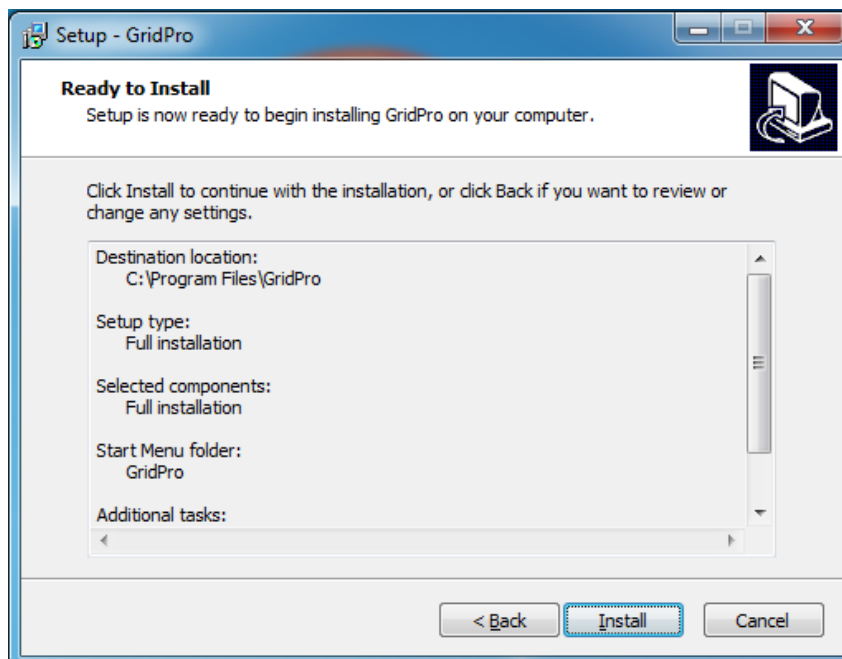 Setup - GridPro
Ready to Install
Setup is now ready to begin installing GridPro on your computer.
Click Install to continue with the installation, or click Back if you want to review or
change any settings.
Destination location:
C:\Program Files\GridPro
Setup type:
Full installation
Selected components:
Full installation
Start Menu folder:
GridPro
Additional tasks:
< Back
Install
Cancel